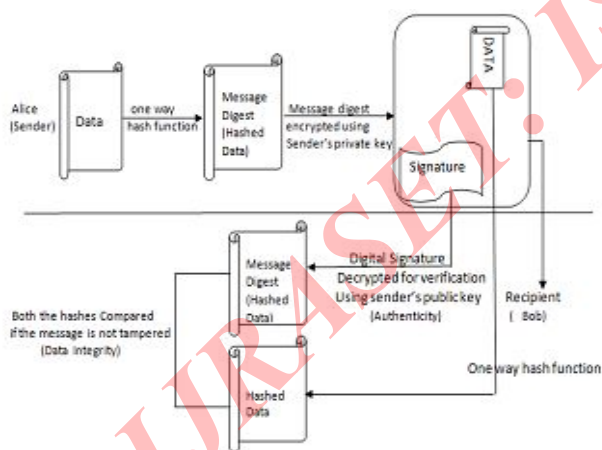 Alice
(Sender)
Data
one way
hash function
Message
Digest
(Hashed
Data)
Message digest
encrypted using
Sender's private key
DATA
Signature
Message
Digest
(Hashed
Data)
Digital Signature
Decrypted for verification
Using sender's public key
(Authenticity)
Recipient
( Bob)
Both the hashes Compared
If the message is not tampered
(Data Integrity)
One way hash function
Hashed
Data
URASET: IS